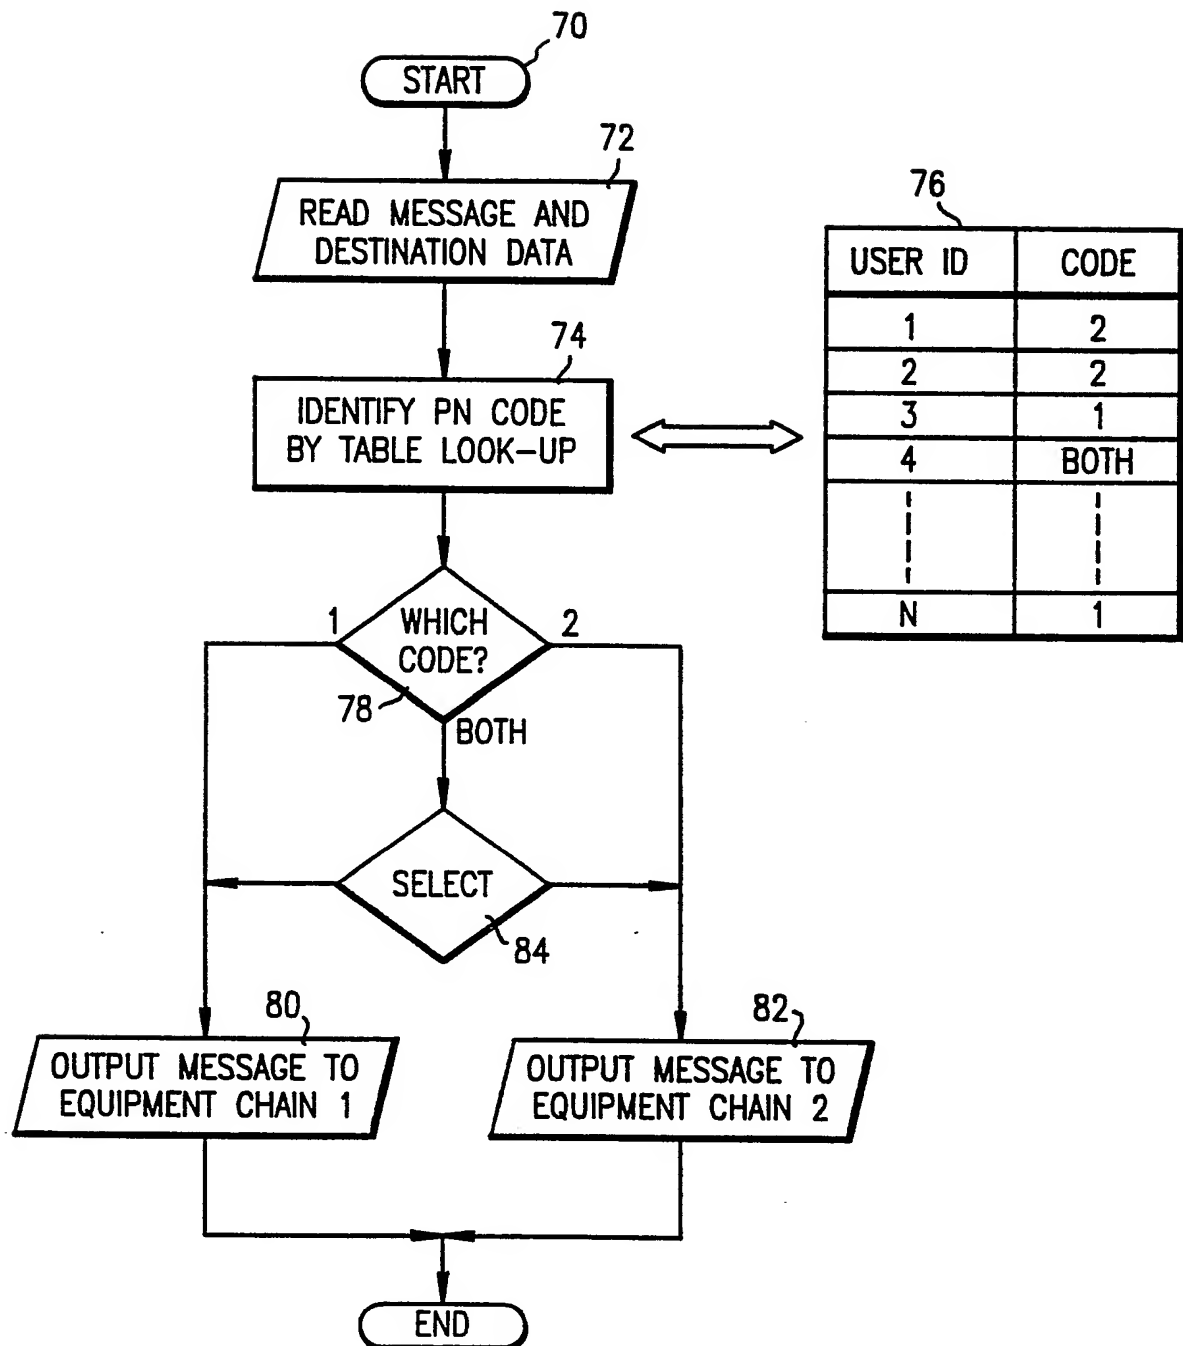 70
START
72
READ MESSAGE AND
DESTINATION DATA
76
USER ID CODE
1 2
2 2
3 1
4 BOTH
N 1
74
IDENTIFY PN CODE
BY TABLE LOOK-UP
1 WHICH 2
CODE?
78
BOTH
SELECT
84
80
OUTPUT MESSAGE TO
EQUIPMENT CHAIN 1
82
OUTPUT MESSAGE TO
EQUIPMENT CHAIN 2
END